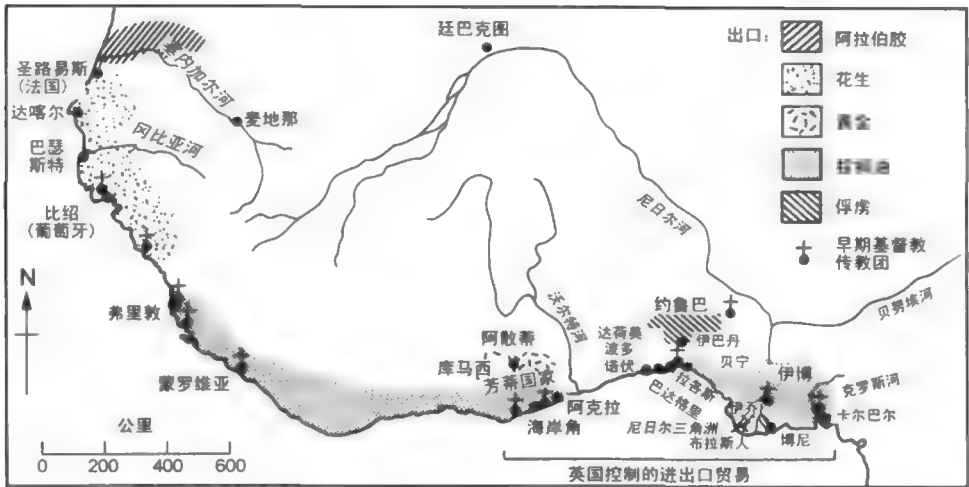 廷巴克图
出口：
阿拉伯胶
花生
黄金
棕榈油
俘虏
早期基督教
传教团
圣路易斯
(法国)
塞内加尔河
达喀尔
麦地那
冈比亚河
巴瑟
斯特
比绍
(葡萄牙)
N
弗里敦
蒙罗维亚
尼日尔河
贝努埃河
沃尔特河
阿散蒂
库马西
芳蒂国家
海岸角
阿克拉
约鲁巴
达荷美
波多
诺伏
伊巴丹
贝宁
伊博
克罗斯河
拉各斯
巴达格里
卡尔巴尔
尼日尔三角洲
布拉斯人
博尼
公里
0 200 400 600
英国控制的进出口贸易